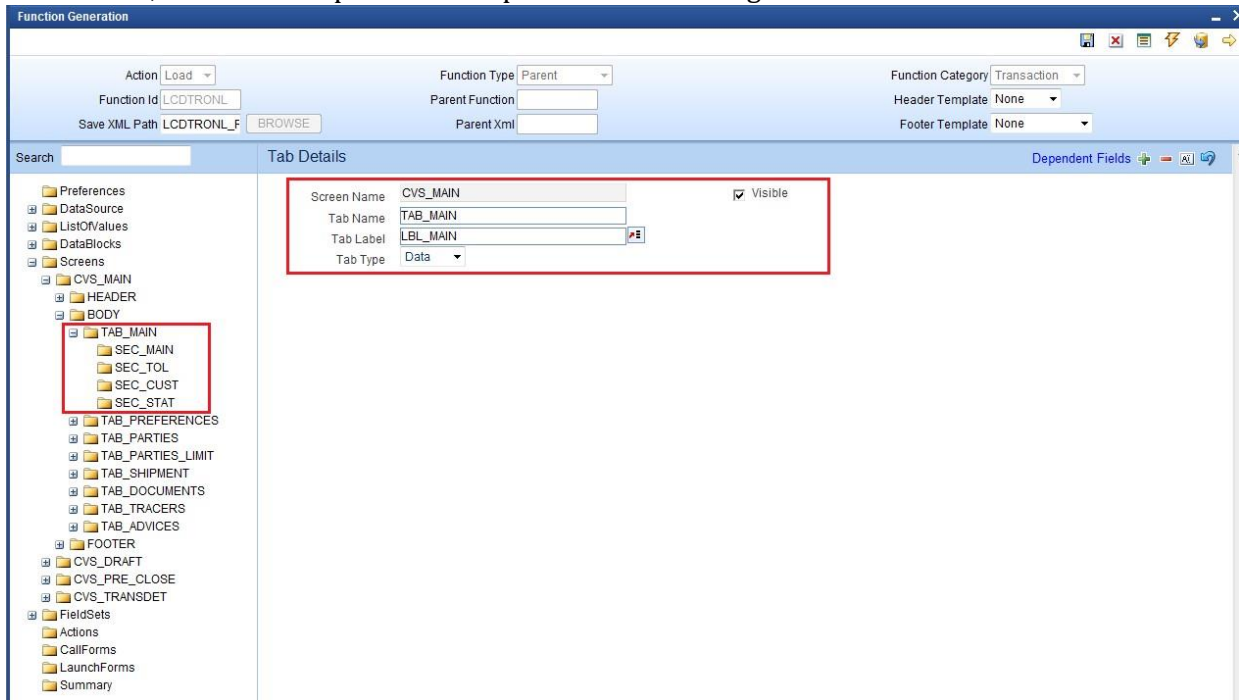 Function Generation
Action Load Function Type Parent Function Category Transaction
Function Id LCDTRONL Parent Function Header Template None
Save XML Path LCDTRONL_F BROWSE Parent Xml Footer Template None
Search Tab Details Dependent Fields
Preferences
DataSource
ListOfValues
DataBlocks
Screens
CVS_MAIN
HEADER
BODY
TAB_MAIN
SEC_MAIN
SEC_TOL
SEC_CUST
SEC_STAT
TAB_PREFERENCES
TAB_PARTIES
TAB_PARTIES_LIMIT
TAB_SHIPMENT
TAB_DOCUMENTS
TAB_TRACERS
TAB_ADVICES
FOOTER
CVS_DRAFT
CVS_PRE_CLOSE
CVS_TRANSDET
FieldSets
Actions
CallForms
LaunchForms
Summary
Screen Name CVS_MAIN Visible
Tab Name TAB_MAIN
Tab Label LBL_MAIN
Tab Type Data